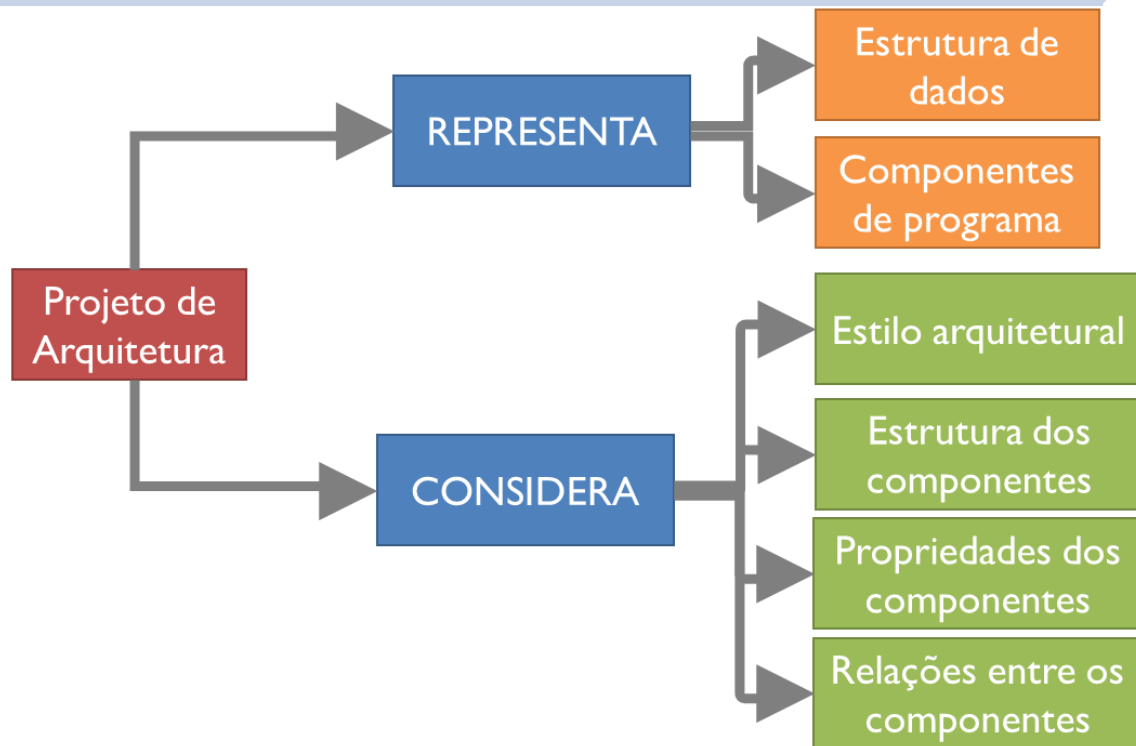 Estrutura de
dados
REPRESENTA
Componentes
de programa
Projeto de
Arquitetura
Estilo arquitetural
Estrutura dos
componentes
CONSIDERA
Propriedades dos
componentes
Relações entre os
componentes